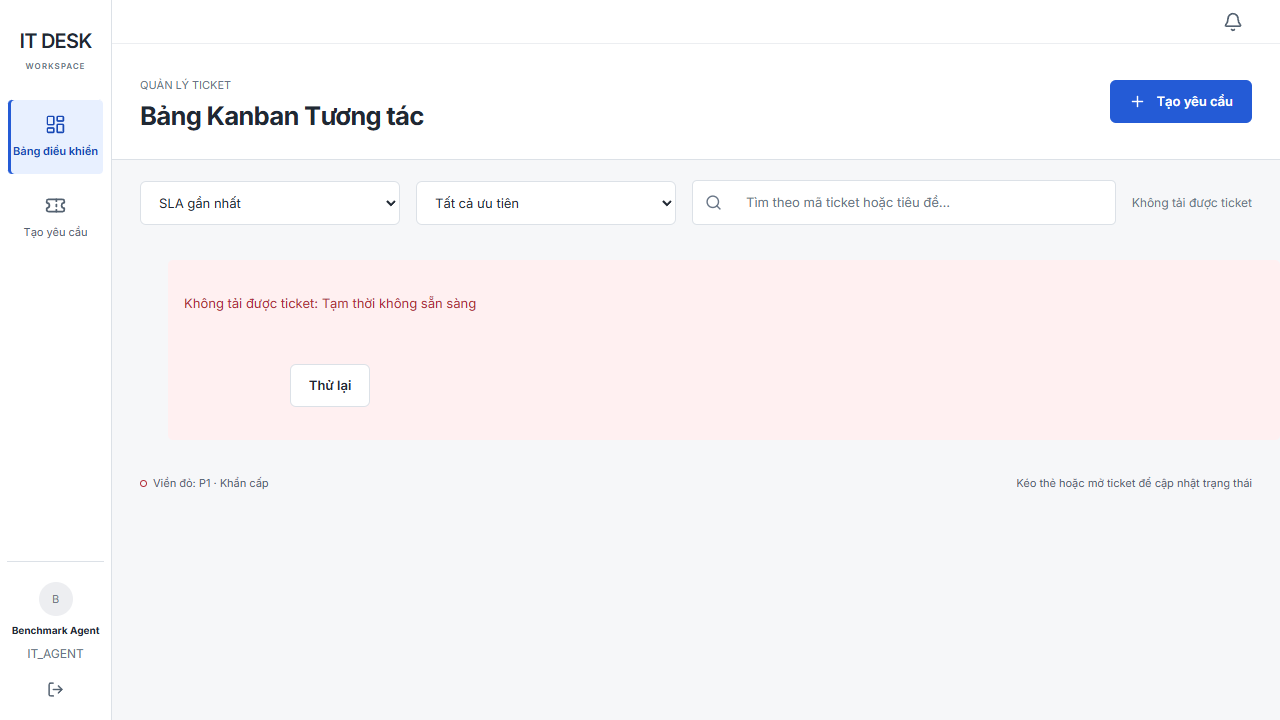 IT DESK
WORKSPACE
Bảng điều khiển
Tạo yêu cầu
Benchmark Agent
IT_AGENT
B
QUẢN LÝ TICKET
Bảng Kanban Tương tác
Tạo yêu cầu
SLA gần nhất
Tất cả ưu tiên
Tìm theo mã ticket hoặc tiêu đề...
Không tải được ticket
Không tải được ticket: Tạm thời không sẵn sàng
Thử lại
Viền đỏ: P1 · Khẩn cấp
Kéo thẻ hoặc mở ticket để cập nhật trạng thái